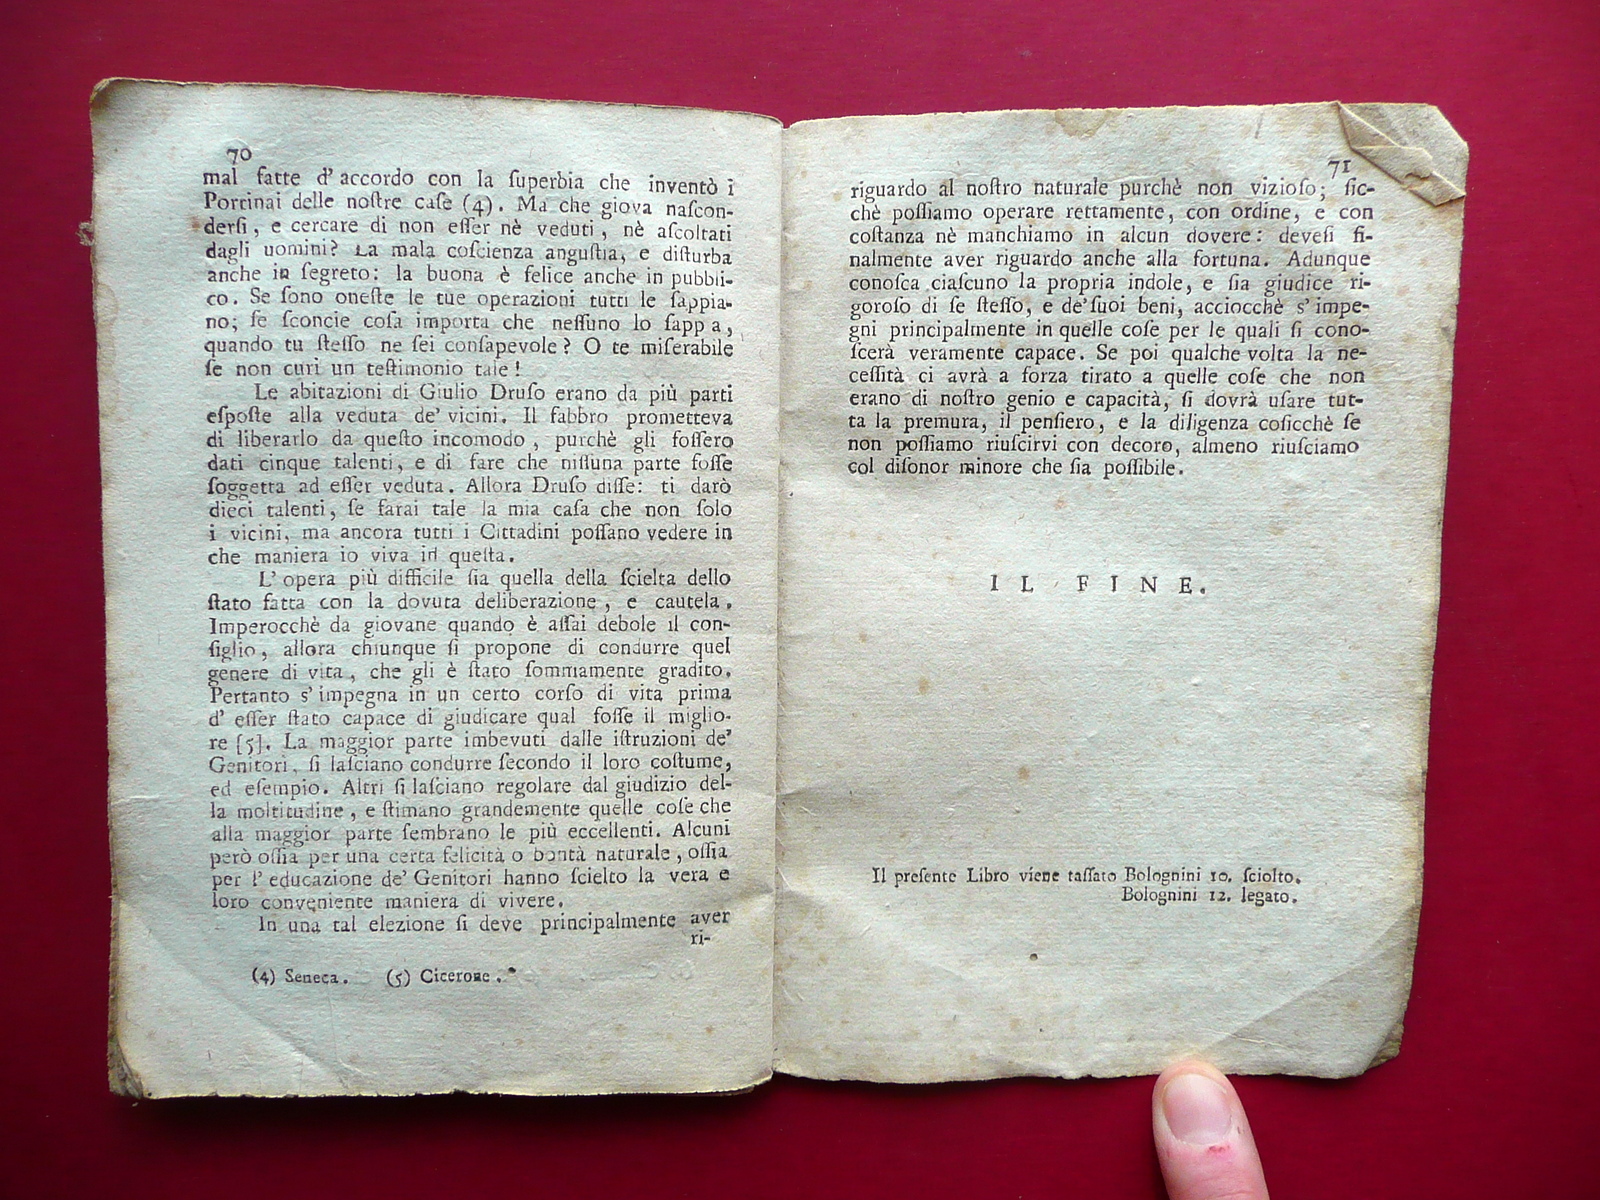 70
mal fatte d'accordo con la ſuperbia che inventò i
Portinai delle noſtre caſe (4). Ma che giova naſcon-
derſi, e cercare di non eſſer nè veduti, nè aſcoltati
dagli uomini? La mala coſcienza anguſtia, e diſturba
anche in ſegreto: la buona è felice anche in pubbli-
co. Se ſono oneſte le tue operazioni tutti le ſappia-
no; ſe ſconcie coſa importa che neſſuno lo ſapp a,
quando tu ſteſſo ne ſei conſapevole? O te miſerabile
ſe non curi un teſtimonio tale!
Le abitazioni di Giulio Druſo erano da più parti
eſpoſte alla veduta de' vicini. Il fabbro prometteva
di liberarlo da queſto incomodo, purchè gli foſſero
dati cinque talenti, e di fare che niſſuna parte foſſe
ſoggetta ad eſſer veduta. Allora Druſo diſſe: ti darò
dieci talenti, ſe farai tale la mia caſa che non ſolo
i vicini, ma ancora tutti i Cittadini poſſano vedere in
che maniera io viva in queſta.
L'opera più difficile ſia quella della ſcielta dello
ſtato fatta con la dovuta deliberazione, e cautela.
Imperocchè da giovane quando è aſſai debole il con-
ſiglio, allora chiunque ſi propone di condurre quel
genere di vita, che gli è ſtato ſommamente gradito.
Pertanto s'impegna in un certo corſo di vita prima
d' eſſer ſtato capace di giudicare qual foſſe il miglio-
re [5]. La maggior parte imbevuti dalle iſtruzioni de'
Genitori, ſi laſciano condurre ſecondo il loro coſtume,
ed eſempio. Altri ſi laſciano regolare dal giudizio del-
la moltitudine, e ſtimano grandemente quelle coſe che
alla maggior parte ſembrano le più eccellenti. Alcuni
però oſſia per una certa felicità o bontà naturale, oſſia
per l' educazione de' Genitori hanno ſcielto la vera e
loro conveniente maniera di vivere.
In una tal elezione ſi deve principalmente aver
ri-
(4) Seneca. (5) Cicerone.
71
riguardo al noſtro naturale purchè non vizioſo; ſic-
chè poſſiamo operare rettamente, con ordine, e con
coſtanza nè manchiamo in alcun dovere: deveſi fi-
nalmente aver riguardo anche alla fortuna. Adunque
conoſca ciaſcuno la propria indole, e ſia giudice ri-
goroſo di ſe ſteſſo, e de'ſuoi beni, acciocchè s'impe-
gni principalmente in quelle coſe per le quali ſi cono-
ſcerà veramente capace. Se poi qualche volta la ne-
ceſſità ci avrà a forza tirato a quelle coſe che non
erano di noſtro genio e capacità, ſi dovrà uſare tut-
ta la premura, il penſiero, e la diligenza coſicchè ſe
non poſſiamo riuſcirvi con decoro, almeno riuſciamo
col diſonor minore che ſia poſſibile.
IL FINE.
Il preſente Libro viene taſſato Bolognini 10. ſciolto.
Bolognini 12. legato.